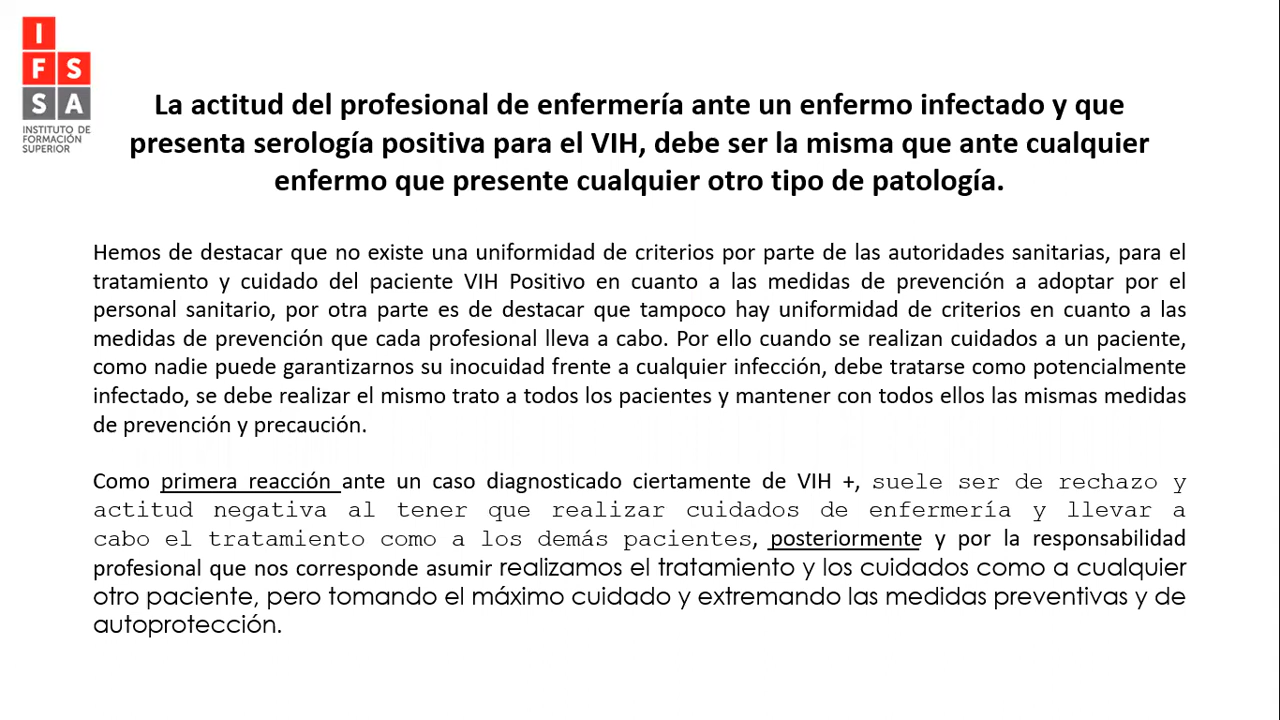 I
F S
S A
INSTITUTO DE
FORMACIÓN
SUPERIOR
La actitud del profesional de enfermería ante un enfermo infectado y que
presenta serología positiva para el VIH, debe ser la misma que ante cualquier
enfermo que presente cualquier otro tipo de patología.
Hemos de destacar que no existe una uniformidad de criterios por parte de las autoridades sanitarias, para el
tratamiento y cuidado del paciente VIH Positivo en cuanto a las medidas de prevención a adoptar por el
personal sanitario, por otra parte es de destacar que tampoco hay uniformidad de criterios en cuanto a las
medidas de prevención que cada profesional lleva a cabo. Por ello cuando se realizan cuidados a un paciente,
como nadie puede garantizarnos su inocuidad frente a cualquier infección, debe tratarse como potencialmente
infectado, se debe realizar el mismo trato a todos los pacientes y mantener con todos ellos las mismas medidas
de prevención y precaución.
Como primera reacción ante un caso diagnosticado ciertamente de VIH +, suele ser de rechazo y
actitud negativa al tener que realizar cuidados de enfermería y llevar a
cabo el tratamiento como a los demás pacientes, posteriormente y por la responsabilidad
profesional que nos corresponde asumir realizamos el tratamiento y los cuidados como a cualquier
otro paciente, pero tomando el máximo cuidado y extremando las medidas preventivas y de
autoprotección.